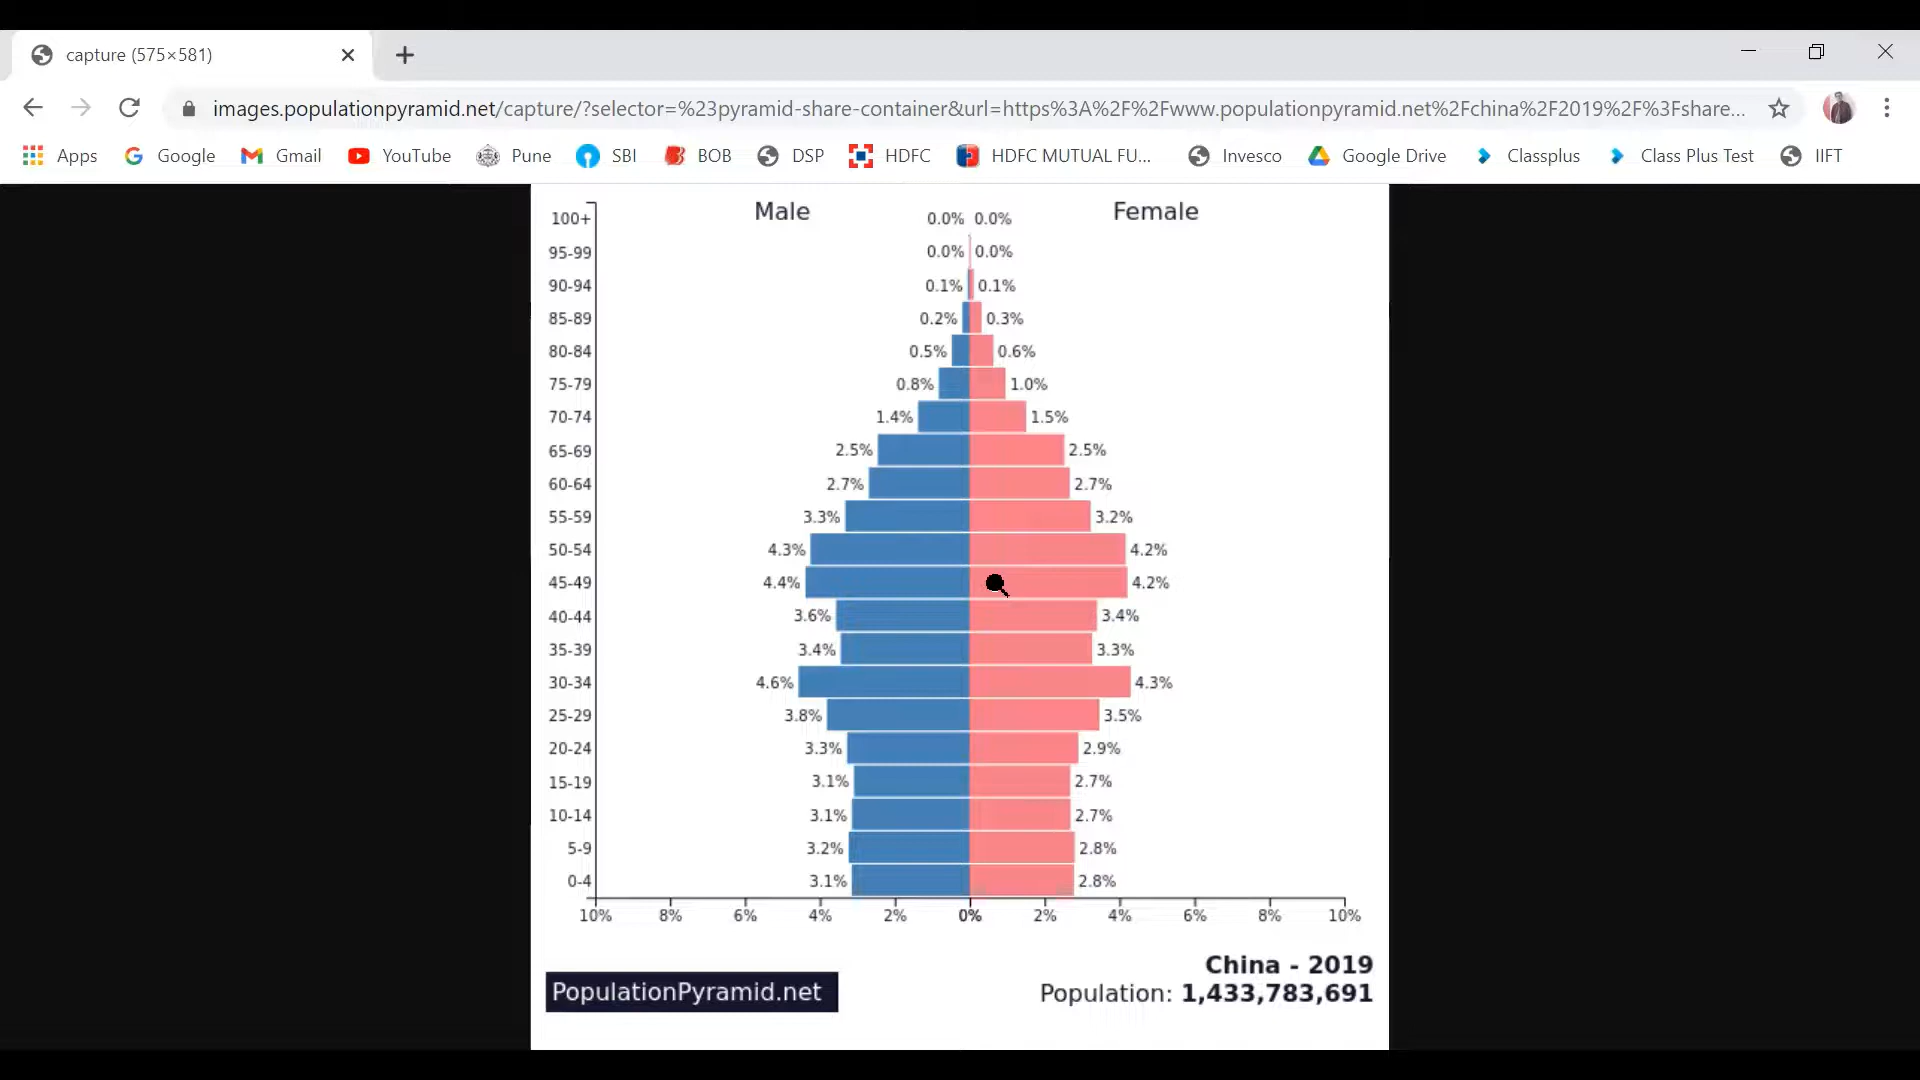 capture (575×581)
images.populationpyramid.net/capture/?selector=%23pyramid-share-container&url=https%3A%2F%2Fwww.populationpyramid.net%2Fchina%2F2019%2F%3Fshare...
Apps Google Gmail YouTube Pune SBI BOB DSP HDFC HDFC MUTUAL FU... Invesco Google Drive Classplus Class Plus Test IIFT
Male Female
100+ 0.0% 0.0%
95-99 0.0% 0.0%
90-94 0.1% 0.1%
85-89 0.2% 0.3%
80-84 0.5% 0.6%
75-79 0.8% 1.0%
70-74 1.4% 1.5%
65-69 2.5% 2.5%
60-64 2.7% 2.7%
55-59 3.3% 3.2%
50-54 4.3% 4.2%
45-49 4.4% 4.2%
40-44 3.6% 3.4%
35-39 3.4% 3.3%
30-34 4.6% 4.3%
25-29 3.8% 3.5%
20-24 3.3% 2.9%
15-19 3.1% 2.7%
10-14 3.1% 2.7%
5-9 3.2% 2.8%
0-4 3.1% 2.8%
10% 8% 6% 4% 2% 0% 2% 4% 6% 8% 10%
China - 2019
PopulationPyramid.net Population: 1,433,783,691